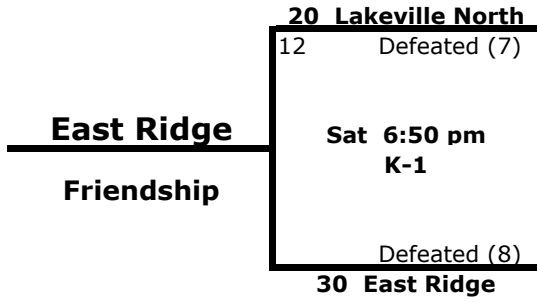 20 Lakeville North
12 Defeated (7)
East Ridge
Sat 6:50 pm
K-1
Friendship
Defeated (8)
30 East Ridge